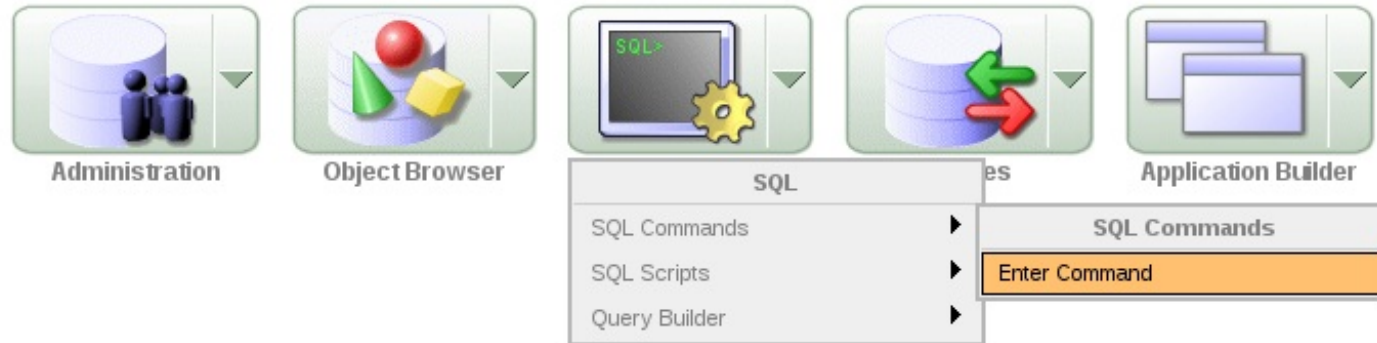 SQL>
Administration
Object Browser
es
Application Builder
SQL
SQL Commands
SQL Commands
SQL Scripts
Enter Command
Query Builder